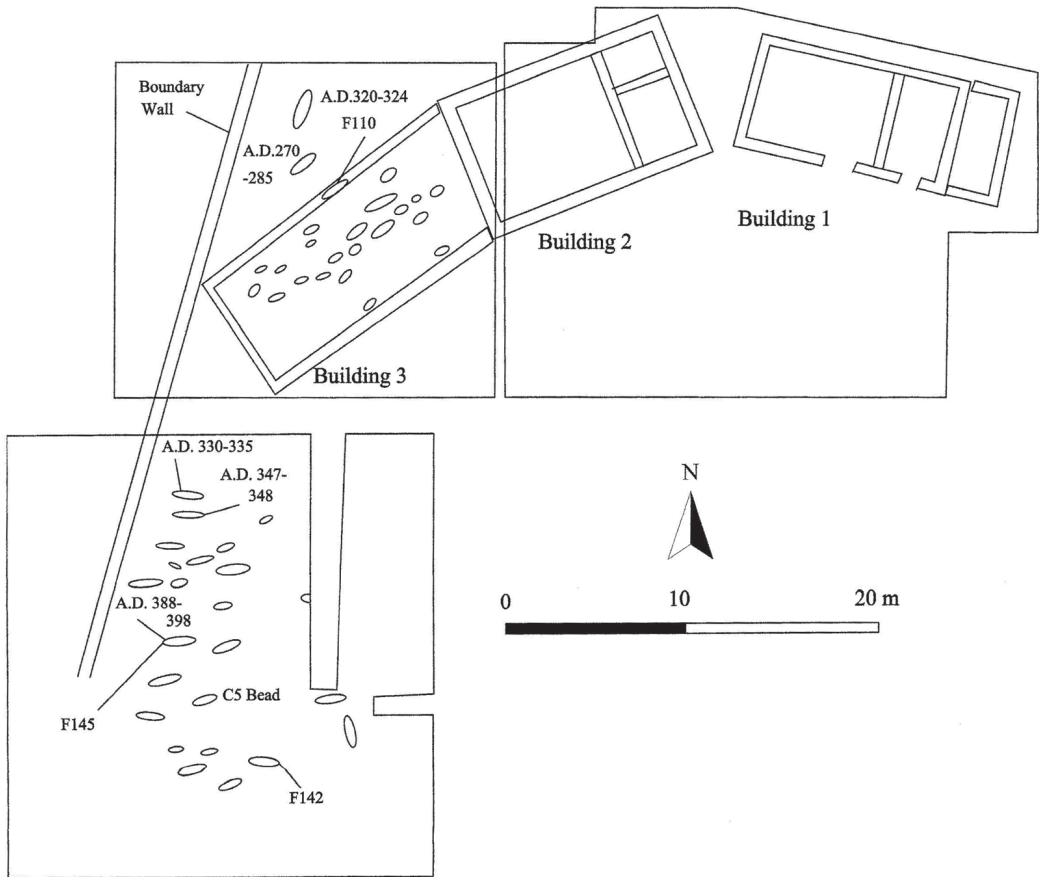 Boundary
Wall
A.D.320-324
F110
A.D.270
-285
Building 1
Building 2
Building 3
A.D. 330-335
A.D. 347-
348
N
0
10
20 m
A.D. 388-
398
C5 Bead
F145
F142